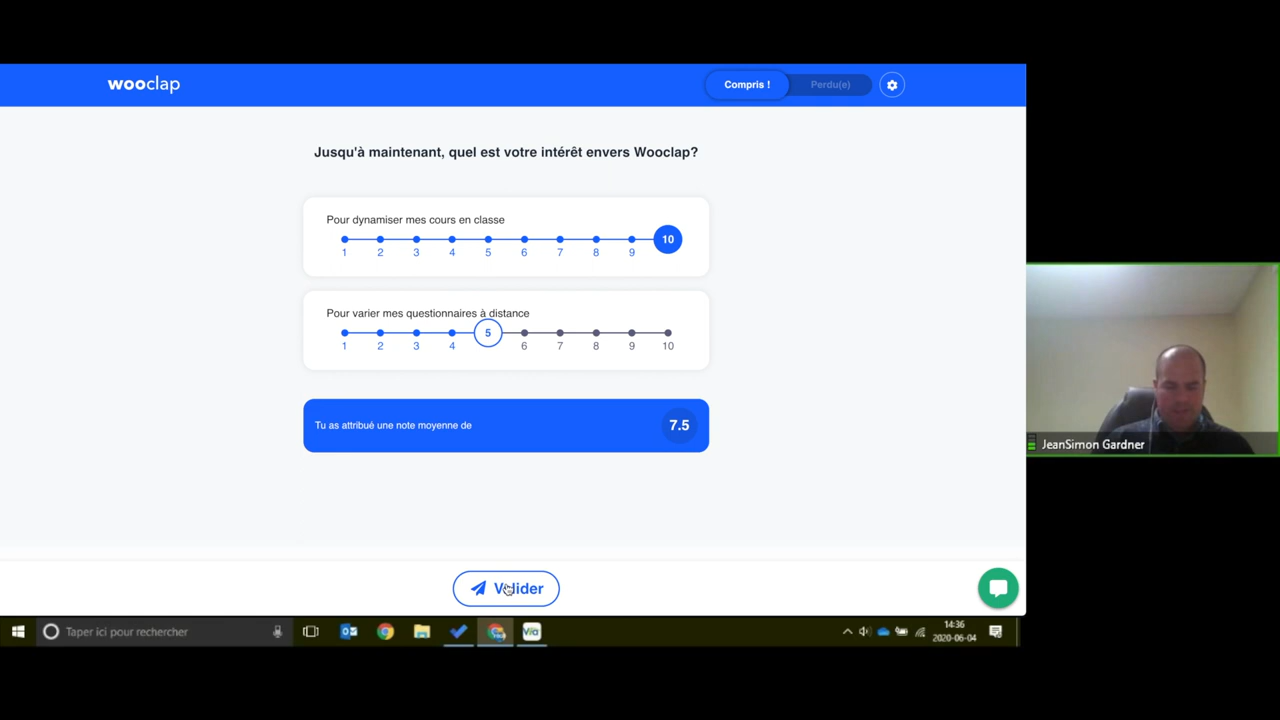 wooclap
Compris !
Perdu(e)
Jusqu'à maintenant, quel est votre intérêt envers Wooclap?
Pour dynamiser mes cours en classe
1 2 3 4 5 6 7 8 9 10
Pour varier mes questionnaires à distance
1 2 3 4 5 6 7 8 9 10
Tu as attribué une note moyenne de 7.5
JeanSimon Gardner
Valider
Taper ici pour rechercher
Via
14:36
2020-06-04